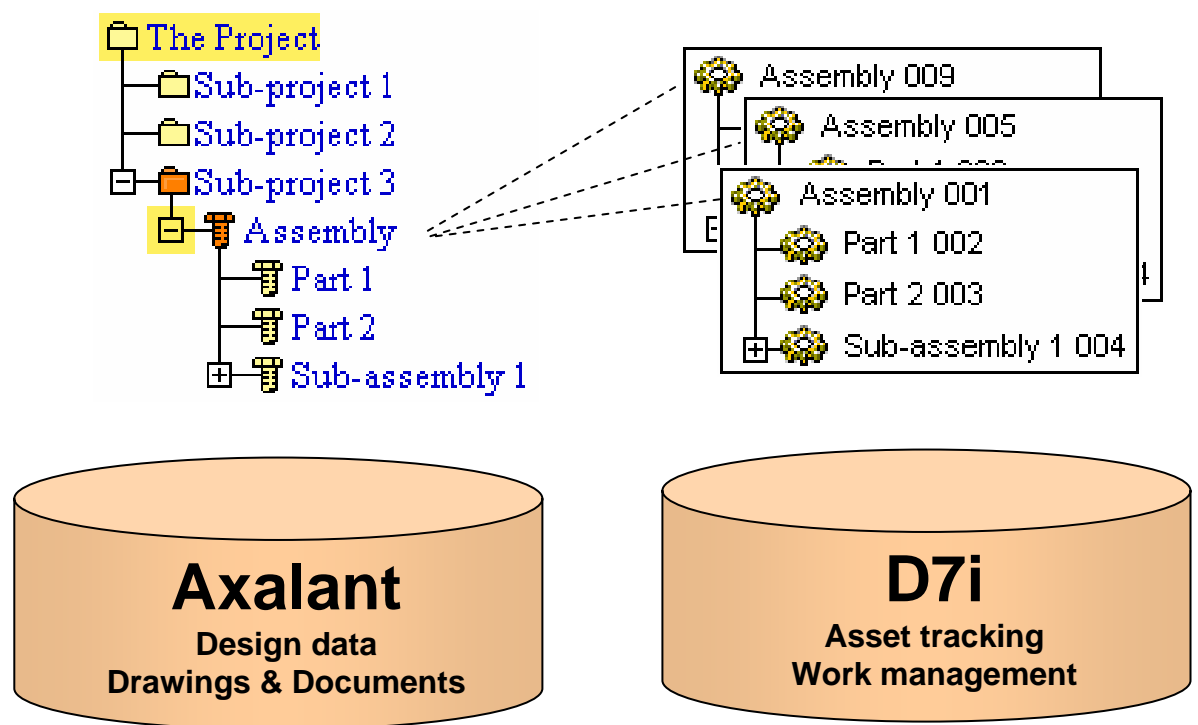 The Project
Sub-project 1
Sub-project 2
Sub-project 3
Assembly
Part 1
Part 2
Sub-assembly 1
Assembly 009
Assembly 005
Assembly 001
Part 1 002
Part 2 003
Sub-assembly 1 004
Axalant
Design data
Drawings & Documents
D7i
Asset tracking
Work management